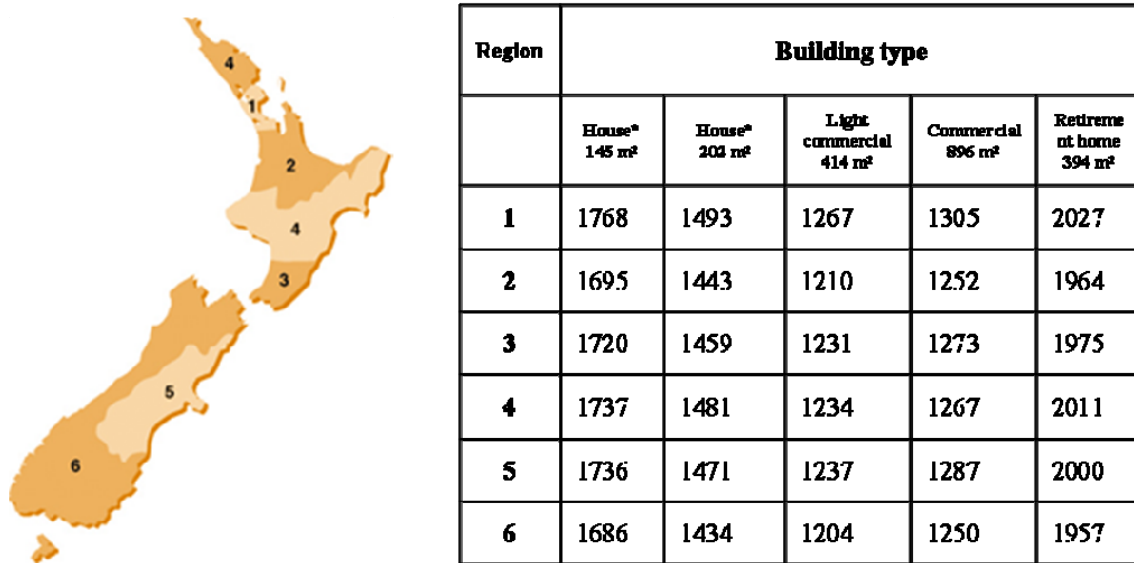 4
1
2
4
3
5
6
Region Building type
House* House* Light Commercial Retireme
145 m² 202 m² commercial 896 m² nt home
414 m² 394 m²
1 1768 1493 1267 1305 2027
2 1695 1443 1210 1252 1964
3 1720 1459 1231 1273 1975
4 1737 1481 1234 1267 2011
5 1736 1471 1237 1287 2000
6 1686 1434 1204 1250 1957